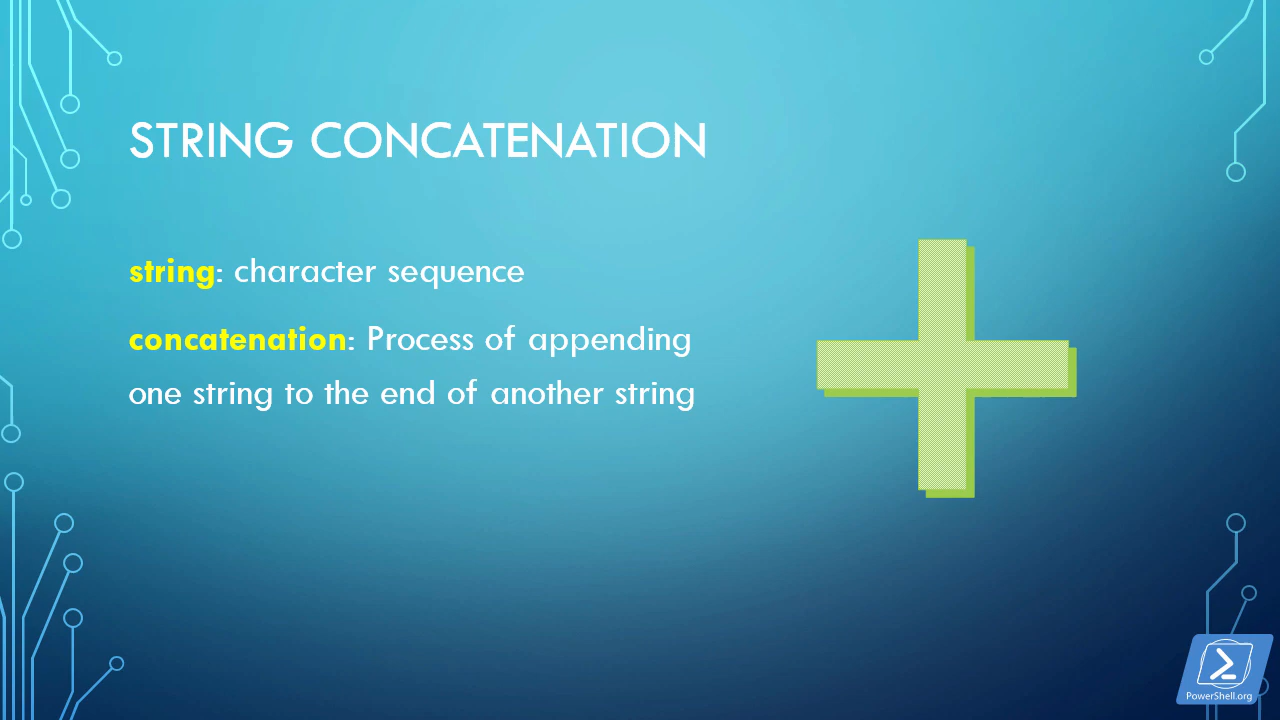 STRING CONCATENATION
string: character sequence
concatenation: Process of appending
one string to the end of another string
PowerShell.org